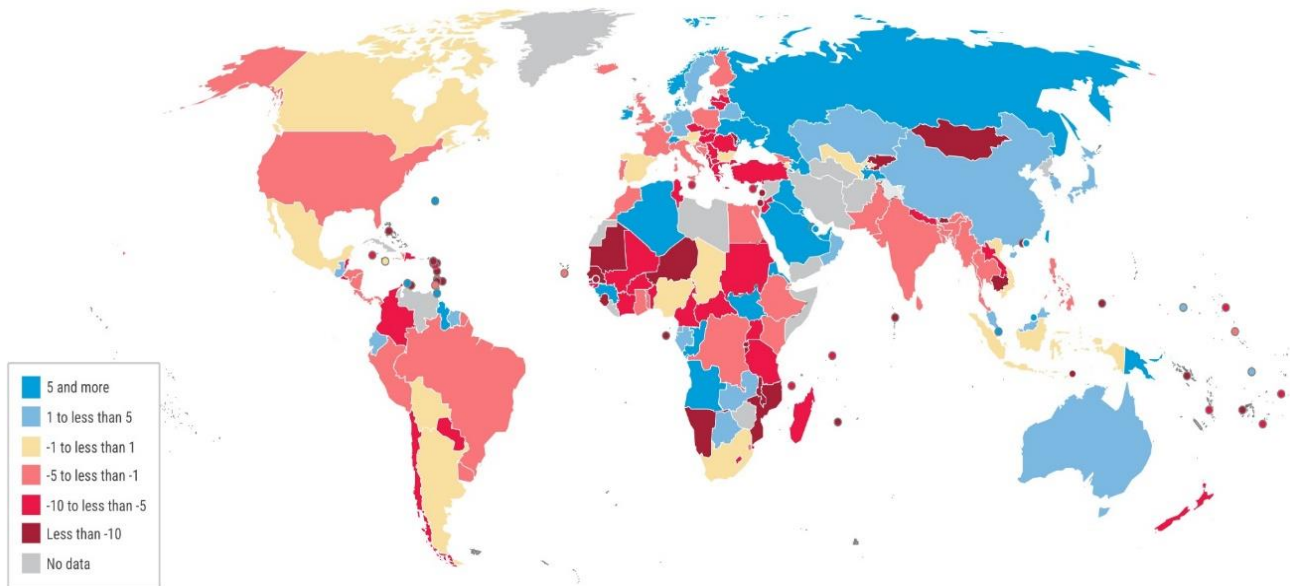 5 and more
1 to less than 5
-1 to less than 1
-5 to less than -1
-10 to less than -5
Less than -10
No data